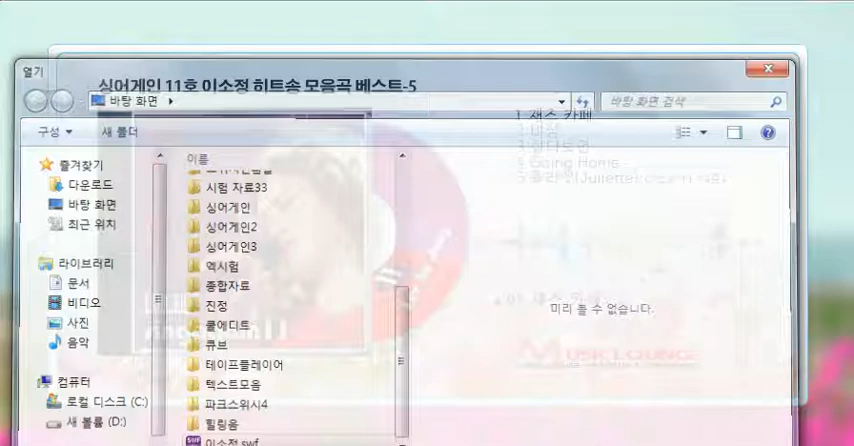 열기
싱어게인 11호 이소정 히트송 모음곡 베스트-5
바탕 화면
바탕 화면 검색
구성
새 폴더
1.재즈 카페
4.Going Home
이름
즐겨찾기
다운로드
바탕 화면
최근 위치
라이브러리
문서
비디오
사진
음악
컴퓨터
로컬 디스크 (C:)
새 볼륨 (D:)
시험 자료33
싱어게인
싱어게인2
싱어게인3
엑시험
종합자료
진정
쿨에디트
큐브
테이프플레이어
텍스트모음
파크스위시4
힐링음
이소정.swf
미리 볼 수 없습니다.
MUSIC LOUNGE